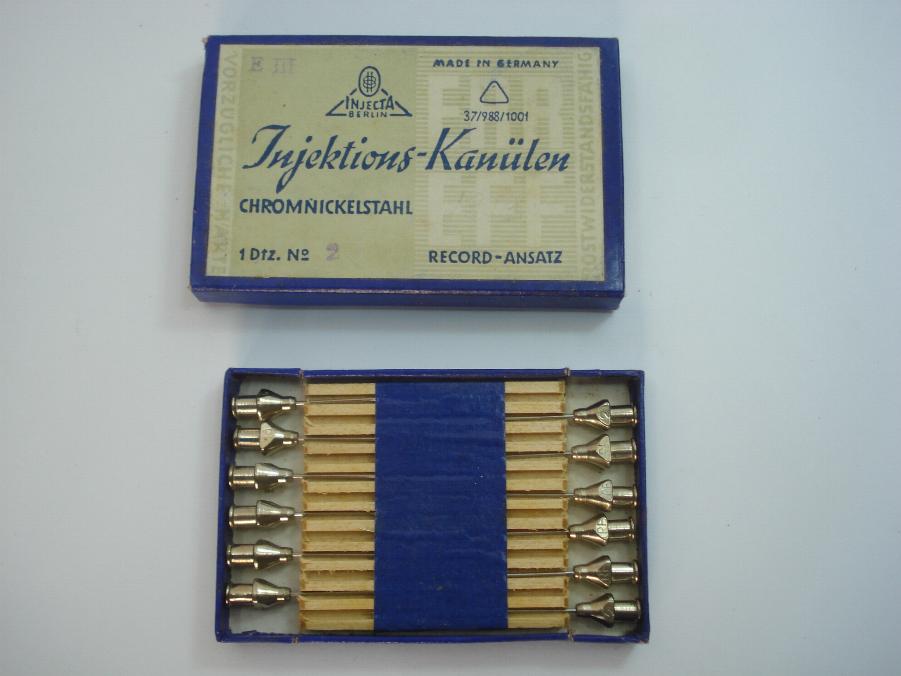 E III
MADE IN GERMANY
INJECTA
BERLIN
37/988/1001
Injektions-Kanülen
CHROMNICKELSTAHL
1 Dtz. Nº 2
RECORD-ANSATZ
VORZÜGLICHE HÄRTE
ROSTWIDERSTANDSFÄHIG